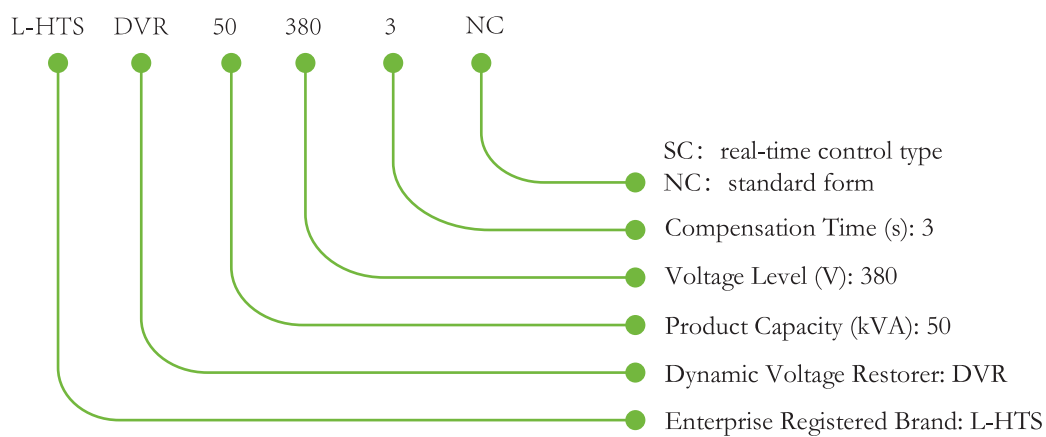 L-HTS DVR 50 380 3 NC
SC： real-time control type
NC： standard form
Compensation Time (s): 3
Voltage Level (V): 380
Product Capacity (kVA): 50
Dynamic Voltage Restorer: DVR
Enterprise Registered Brand: L-HTS